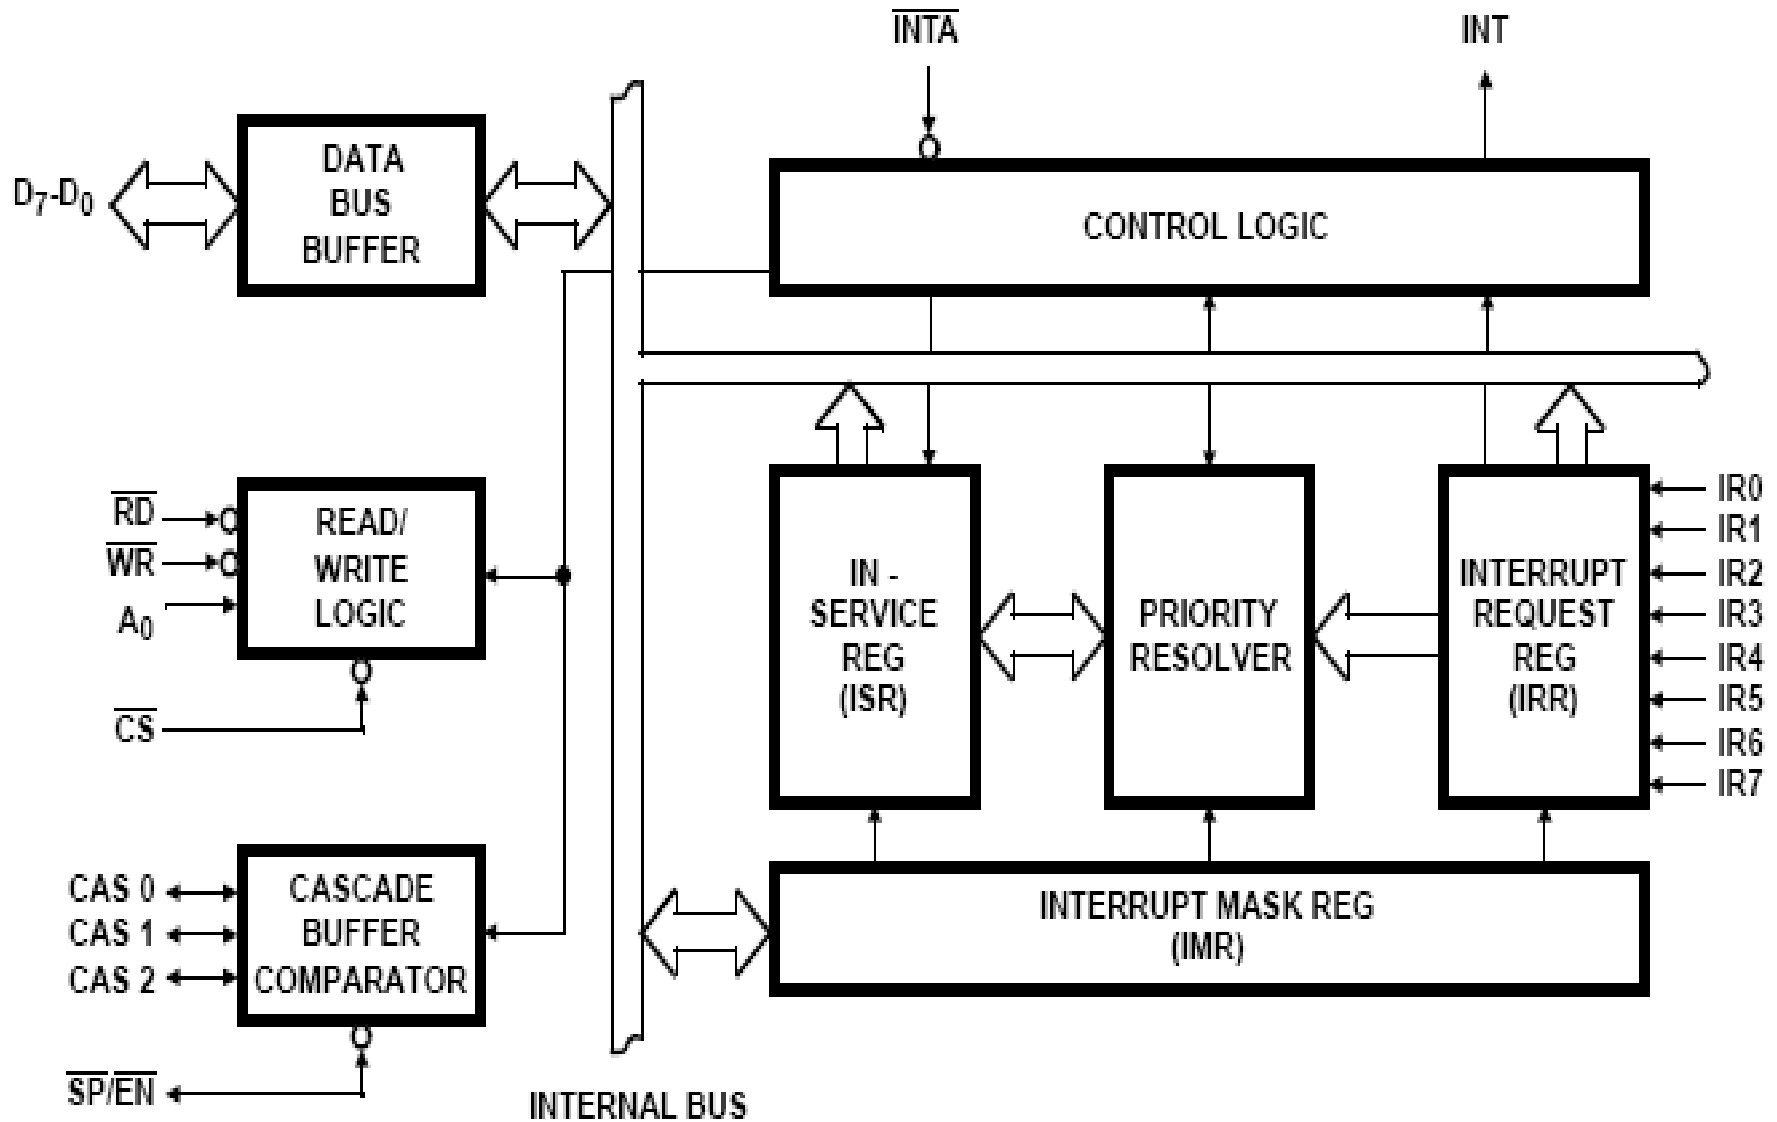 INTA
INT
D7-D0
DATA
BUS
BUFFER
CONTROL LOGIC
RD
WR
A0
CS
READ/
WRITE
LOGIC
IN -
SERVICE
REG
(ISR)
PRIORITY
RESOLVER
INTERRUPT
REQUEST
REG
(IRR)
IR0
IR1
IR2
IR3
IR4
IR5
IR6
IR7
CAS 0
CAS 1
CAS 2
CASCADE
BUFFER
COMPARATOR
INTERRUPT MASK REG
(IMR)
SP/EN
INTERNAL BUS